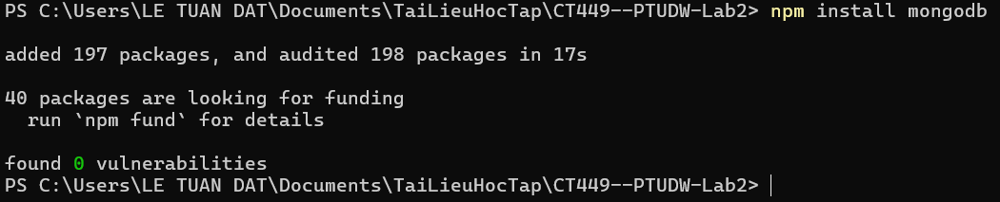 PS C:\Users\LE TUAN DAT\Documents\TaiLieuHocTap\CT449--PTUDW-Lab2> npm install mongodb
added 197 packages, and audited 198 packages in 17s
40 packages are looking for funding
  run `npm fund` for details
found 0 vulnerabilities
PS C:\Users\LE TUAN DAT\Documents\TaiLieuHocTap\CT449--PTUDW-Lab2>